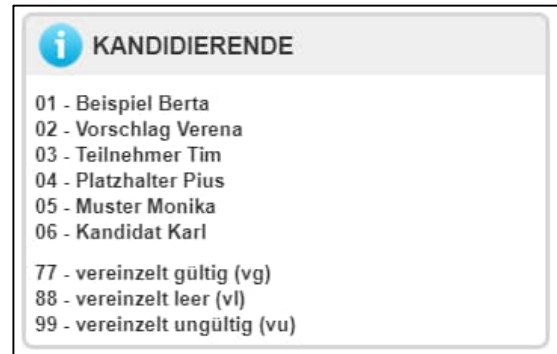 KANDIDIERENDE
01 - Beispiel Berta
02 - Vorschlag Verena
03 - Teilnehmer Tim
04 - Platzhalter Pius
05 - Muster Monika
06 - Kandidat Karl
77 - vereinzelt gültig (vg)
88 - vereinzelt leer (vl)
99 - vereinzelt ungültig (vu)